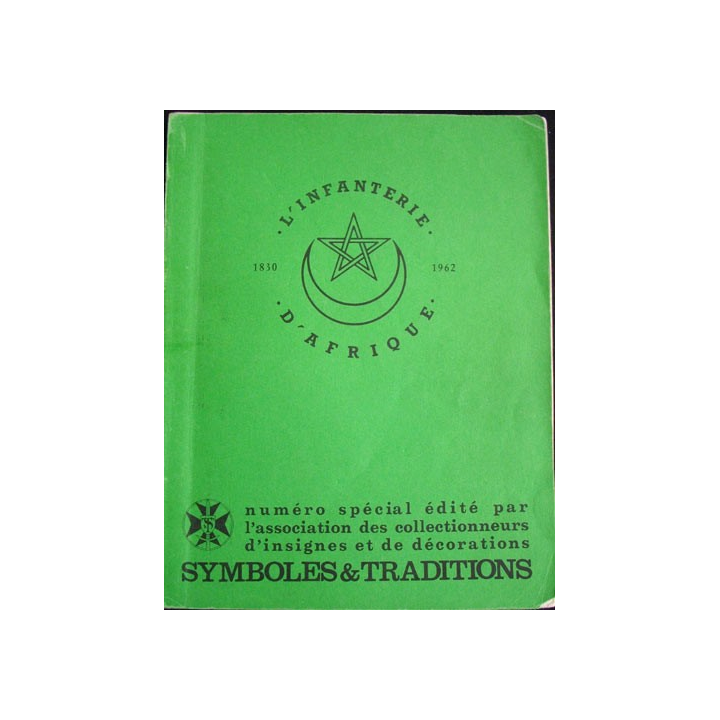 · L'INFANTERIE ·
1830 1962
· D'AFRIQUE ·
numéro spécial édité par
l'association des collectionneurs
d'insignes et de décorations
SYMBOLES & TRADITIONS